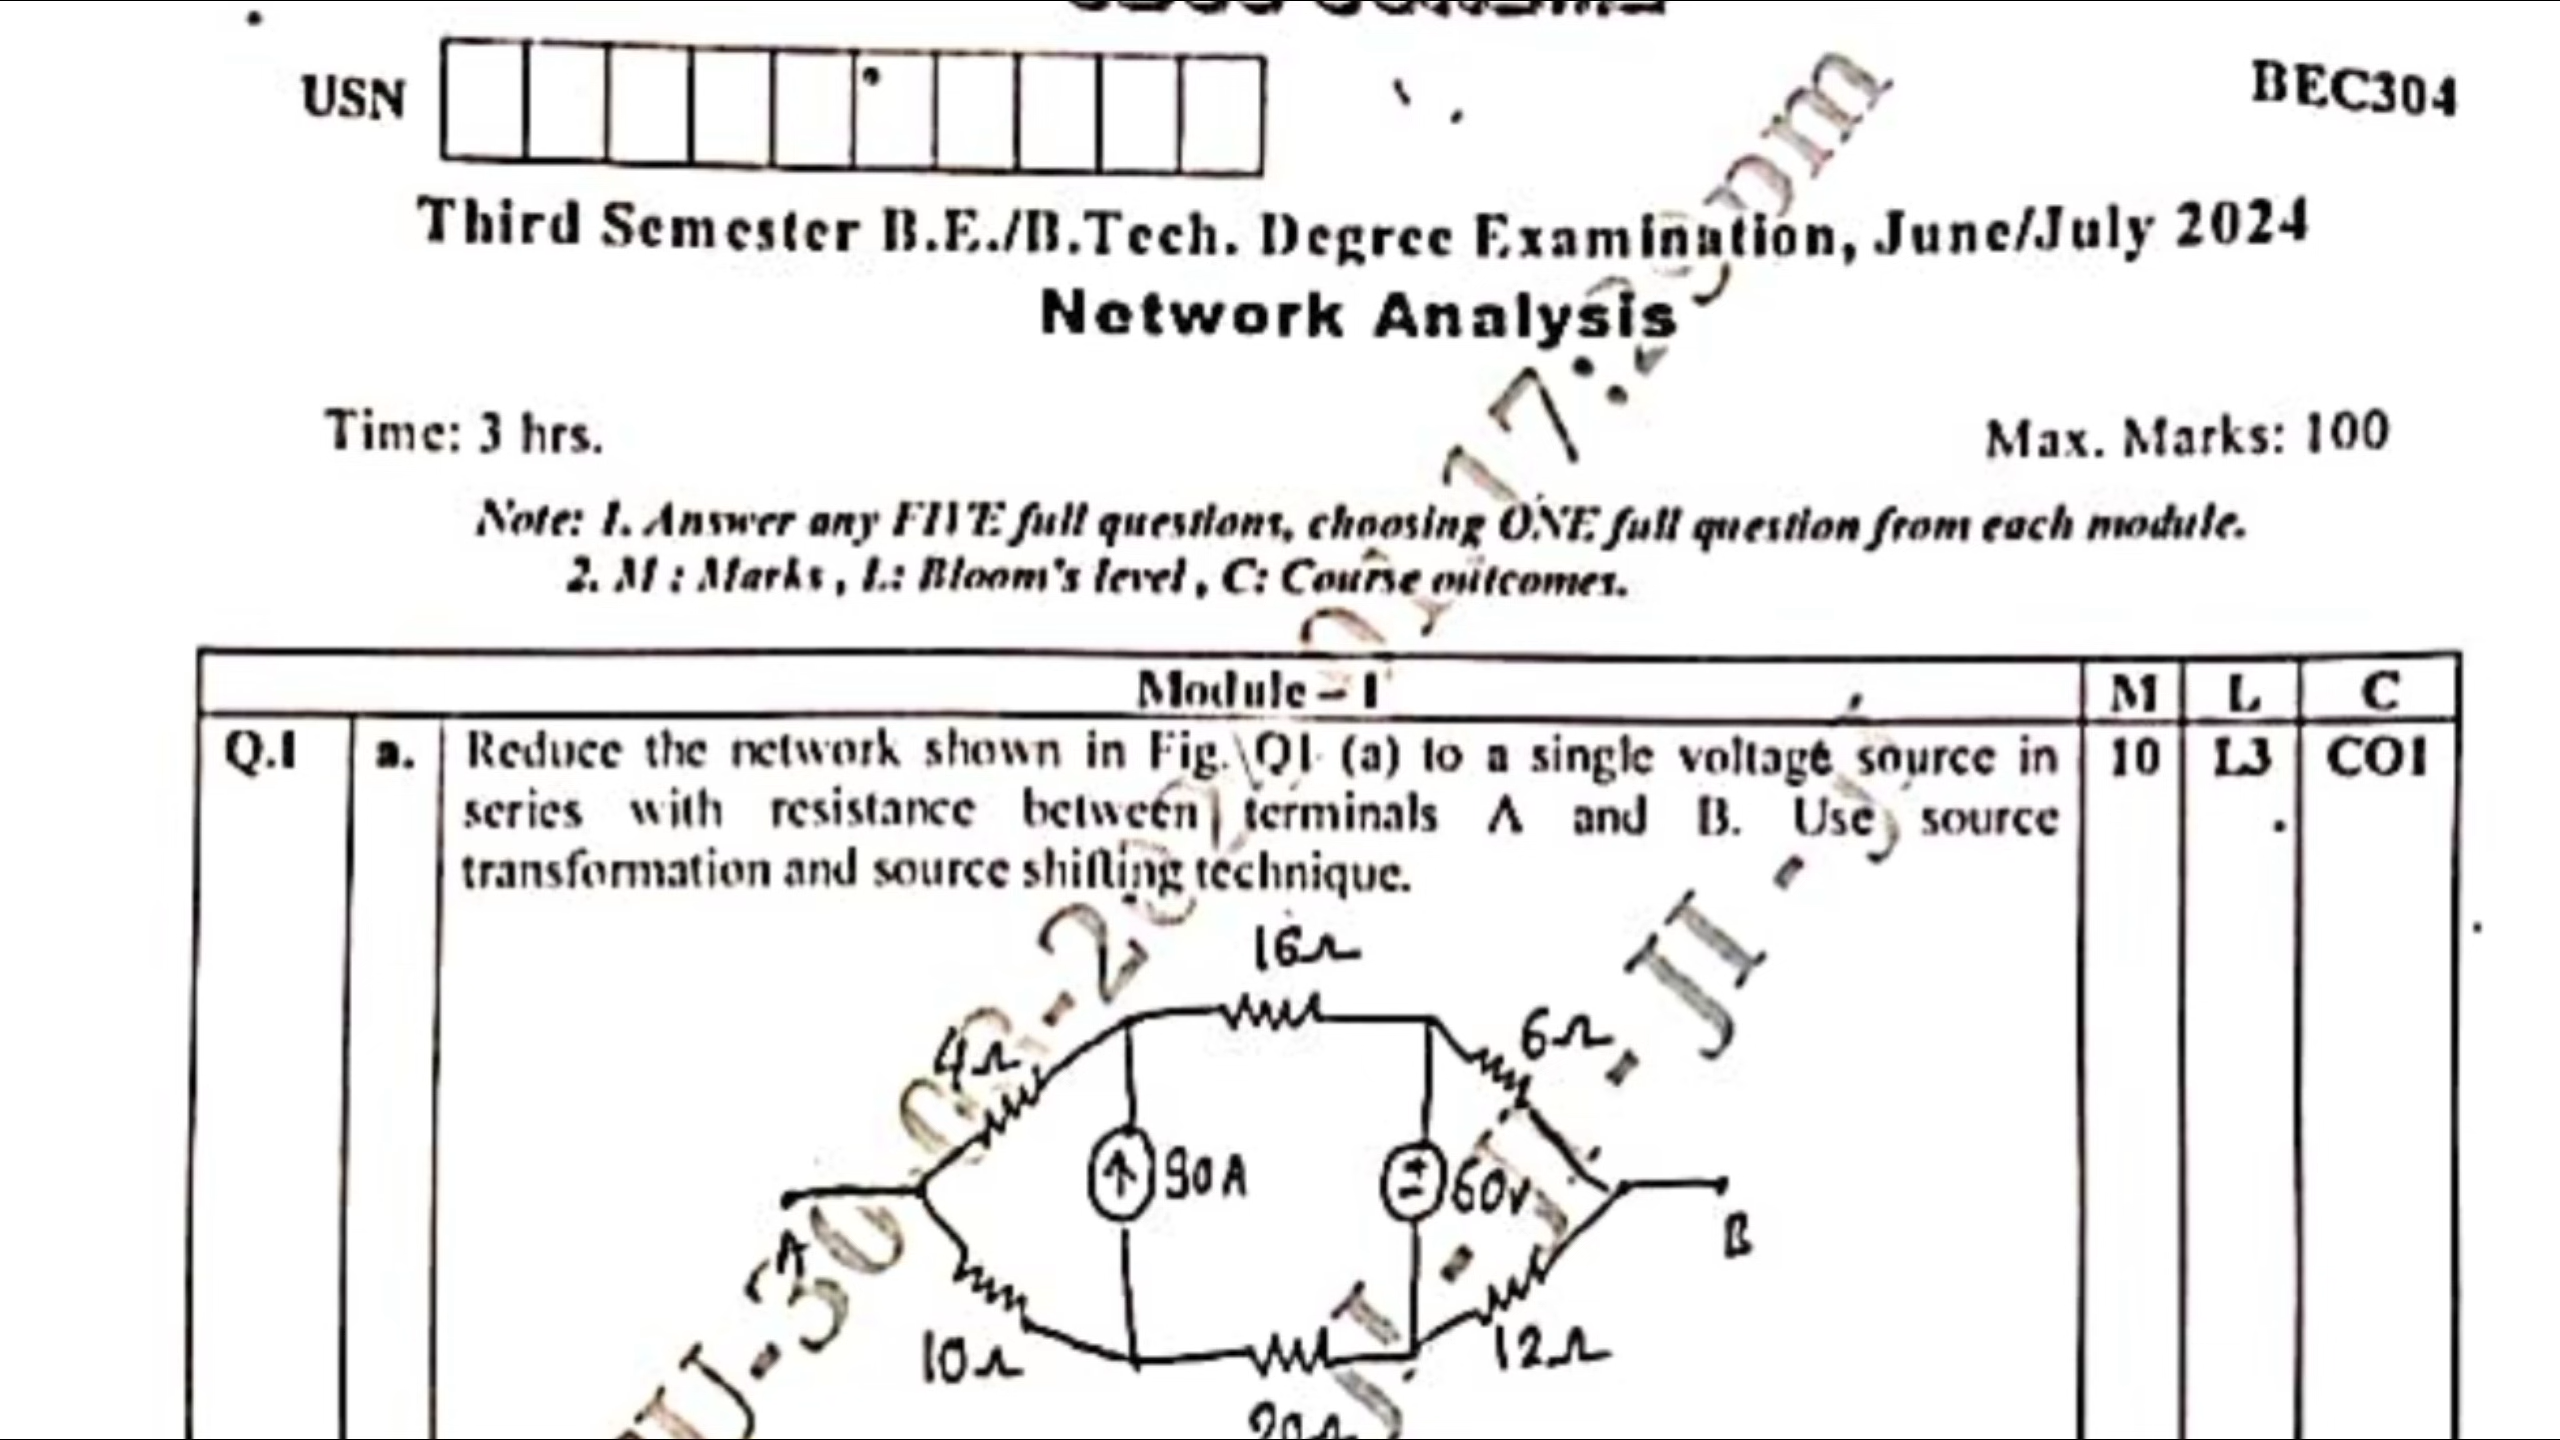 USN
BEC304
Third Semester B.E./B.Tech. Degree Examination, June/July 2024
Network Analysis
Time: 3 hrs.
Max. Marks: 100
Note: 1. Answer any FIVE full questions, choosing ONE full question from each module.
2. M : Marks , L: Bloom's level , C: Course outcomes.
Module – 1 M L C
Q.1 a. Reduce the network shown in Fig. Q1 (a) to a single voltage source in 10 L3 CO1
series with resistance between terminals A and B. Use source
transformation and source shifting technique.
16Ω
4Ω
6Ω
90A
60V
A
B
10Ω
12Ω